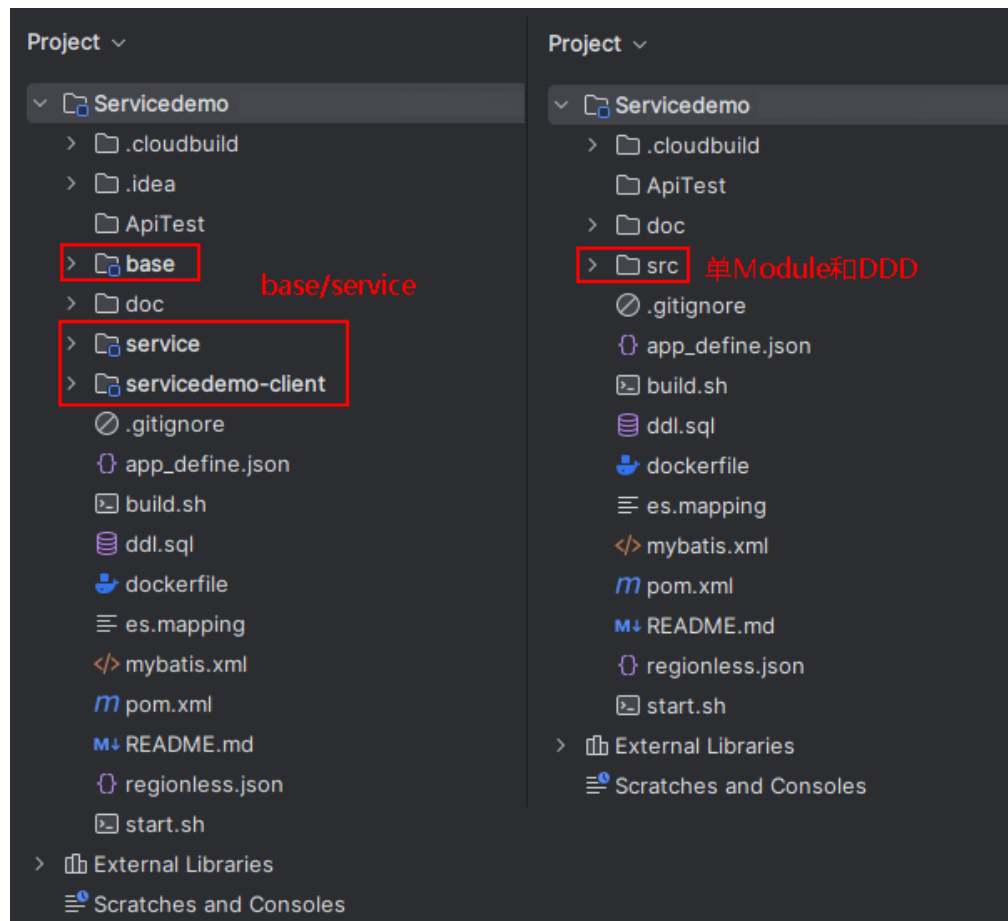 Project
Servicedemo
.cloudbuild
.idea
ApiTest
base
base/service
doc
service
servicedemo-client
.gitignore
app_define.json
build.sh
ddl.sql
dockerfile
es.mapping
mybatis.xml
pom.xml
README.md
regionless.json
start.sh
External Libraries
Scratches and Consoles
Project
Servicedemo
.cloudbuild
ApiTest
doc
src 单Module和DDD
.gitignore
app_define.json
build.sh
ddl.sql
dockerfile
es.mapping
mybatis.xml
pom.xml
README.md
regionless.json
start.sh
External Libraries
Scratches and Consoles